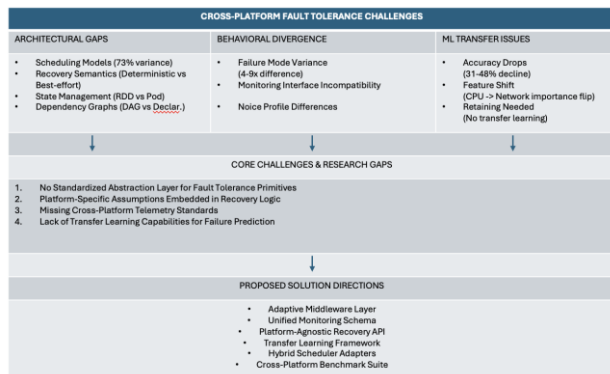 CROSS-PLATFORM FAULT TOLERANCE CHALLENGES
ARCHITECTURAL GAPS
• Scheduling Models (73% variance)
• Recovery Semantics (Deterministic vs
Best-effort)
• State Management (RDD vs Pod)
• Dependency Graphs (DAG vs Declar.)
BEHAVIORAL DIVERGENCE
• Failure Mode Variance
(4-9x difference)
• Monitoring Interface Incompatibility
• Noise Profile Differences
ML TRANSFER ISSUES
• Accuracy Drops
(31-48% decline)
• Feature Shift
(CPU -> Network importance flip)
• Retaining Needed
(No transfer learning)
CORE CHALLENGES & RESEARCH GAPS
1. No Standardized Abstraction Layer for Fault Tolerance Primitives
2. Platform-Specific Assumptions Embedded in Recovery Logic
3. Missing Cross-Platform Telemetry Standards
4. Lack of Transfer Learning Capabilities for Failure Prediction
PROPOSED SOLUTION DIRECTIONS
• Adaptive Middleware Layer
• Unified Monitoring Schema
• Platform-Agnostic Recovery API
• Transfer Learning Framework
• Hybrid Scheduler Adapters
• Cross-Platform Benchmark Suite